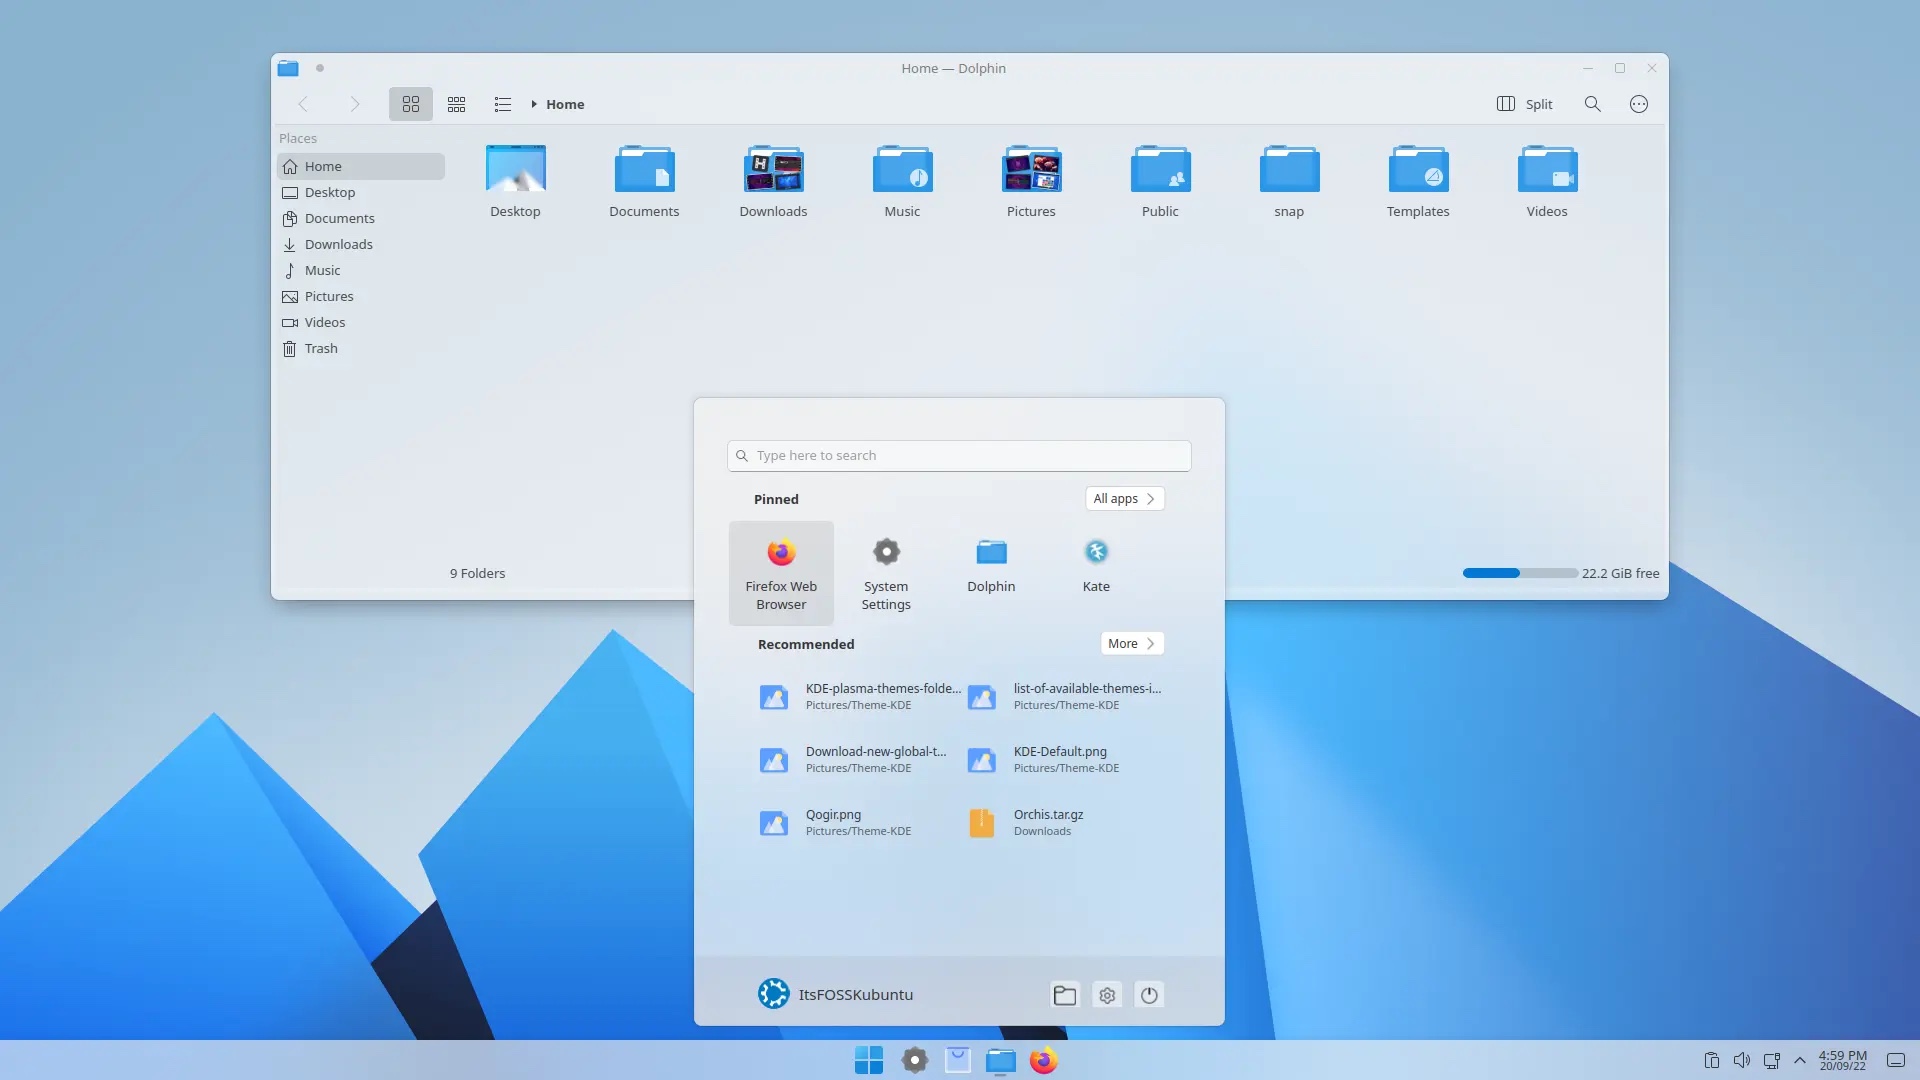 Home — Dolphin
Home
Split
Places
Home
Desktop
Documents
Downloads
Music
Pictures
Videos
Trash
Desktop
Documents
Downloads
Music
Pictures
Public
snap
Templates
Videos
9 Folders
22.2 GiB free
Type here to search
Pinned
All apps
Firefox Web
Browser
System
Settings
Dolphin
Kate
Recommended
More
KDE-plasma-themes-folde...
Pictures/Theme-KDE
list-of-available-themes-i...
Pictures/Theme-KDE
Download-new-global-t...
Pictures/Theme-KDE
KDE-Default.png
Pictures/Theme-KDE
Qogir.png
Pictures/Theme-KDE
Orchis.tar.gz
Downloads
ItsFOSSKubuntu
4:59 PM
20/09/22